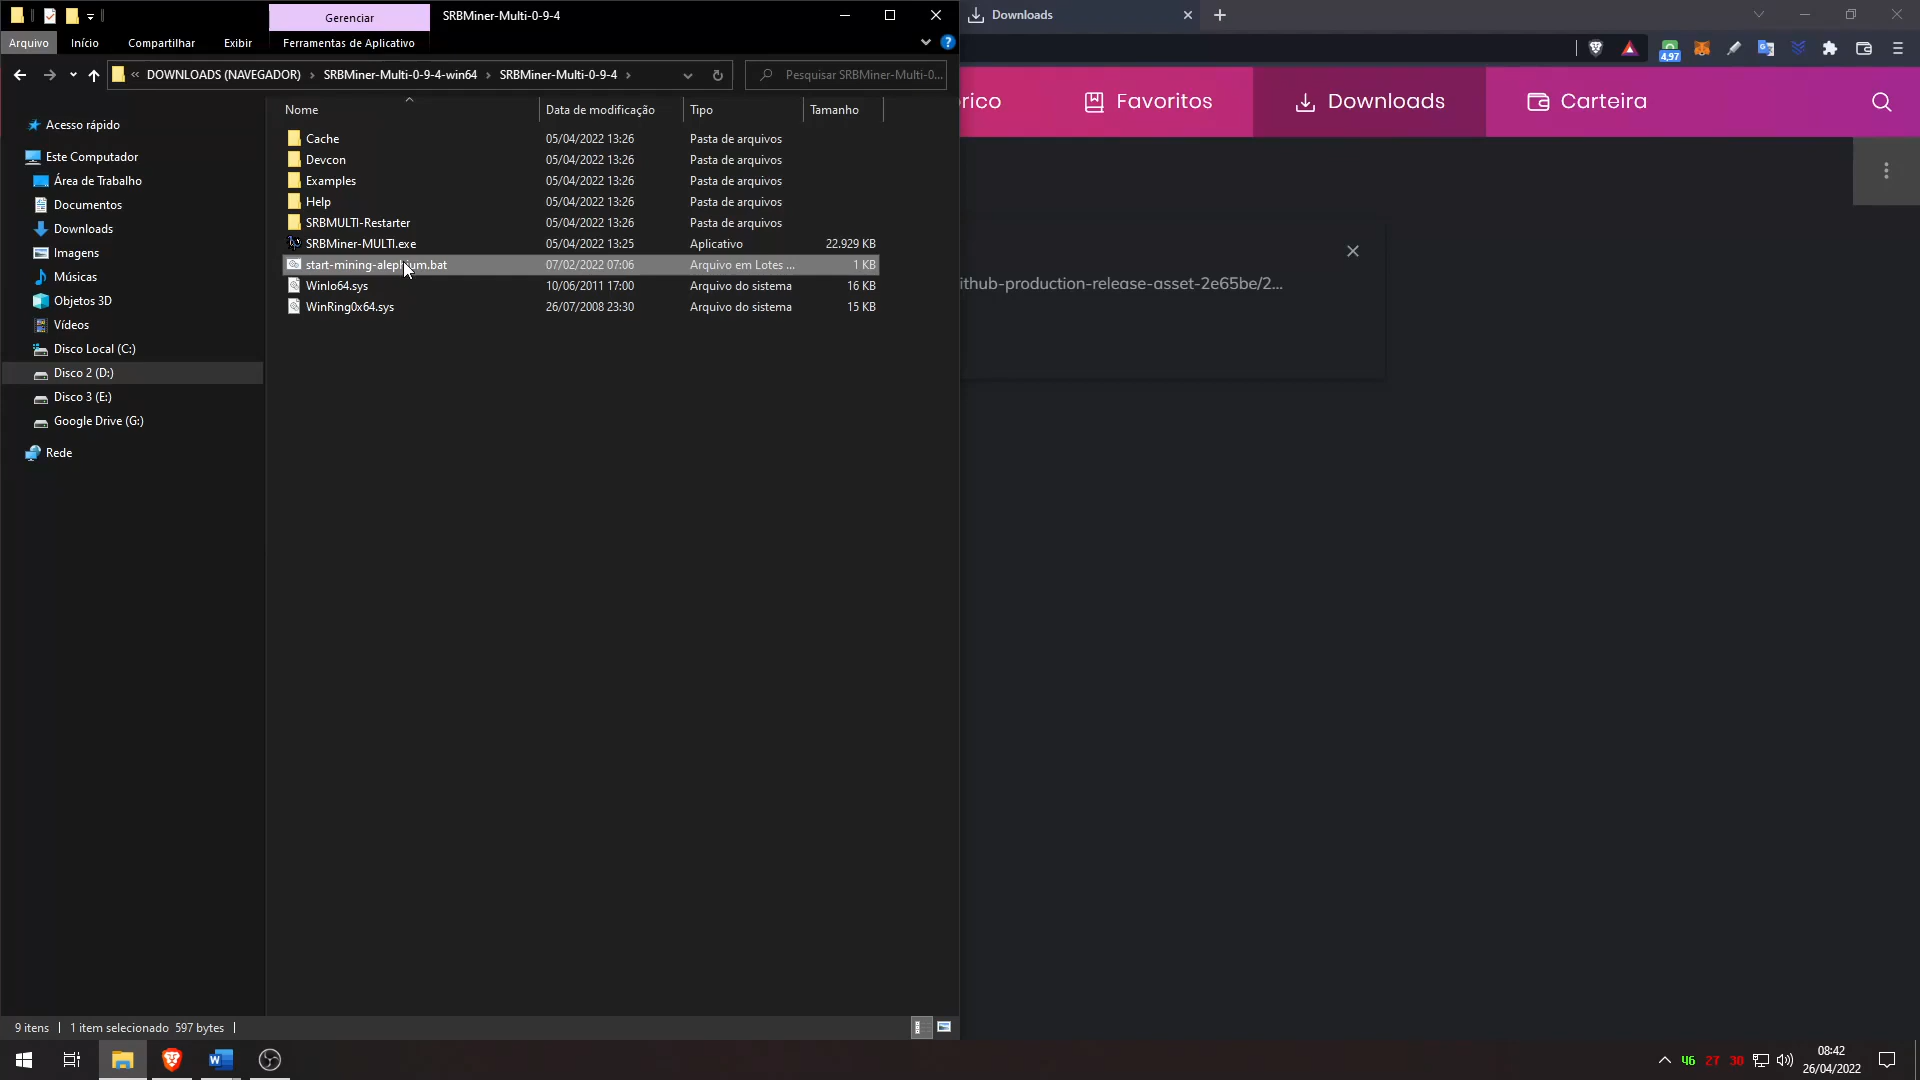 Gerenciar
SRBMiner-Multi-0-9-4
Arquivo
Início
Compartilhar
Exibir
Ferramentas de Aplicativo
« DOWNLOADS (NAVEGADOR) › SRBMiner-Multi-0-9-4-win64 › SRBMiner-Multi-0-9-4 ›
Pesquisar SRBMiner-Multi-0...
Nome
Data de modificação
Tipo
Tamanho
Cache 05/04/2022 13:26 Pasta de arquivos
Devcon 05/04/2022 13:26 Pasta de arquivos
Examples 05/04/2022 13:26 Pasta de arquivos
Help 05/04/2022 13:26 Pasta de arquivos
SRBMULTI-Restarter 05/04/2022 13:26 Pasta de arquivos
SRBMiner-MULTI.exe 05/04/2022 13:25 Aplicativo 22.929 KB
start-mining-alephium.bat 07/02/2022 07:06 Arquivo em Lotes ... 1 KB
WinIo64.sys 10/06/2011 17:00 Arquivo do sistema 16 KB
WinRing0x64.sys 26/07/2008 23:30 Arquivo do sistema 15 KB
Acesso rápido
Este Computador
Área de Trabalho
Documentos
Downloads
Imagens
Músicas
Objetos 3D
Vídeos
Disco Local (C:)
Disco 2 (D:)
Disco 3 (E:)
Google Drive (G:)
Rede
9 itens
1 item selecionado 597 bytes
Downloads
4,97
órico
Favoritos
Downloads
Carteira
ithub-production-release-asset-2e65be/2...
46 27 30
08:42
26/04/2022